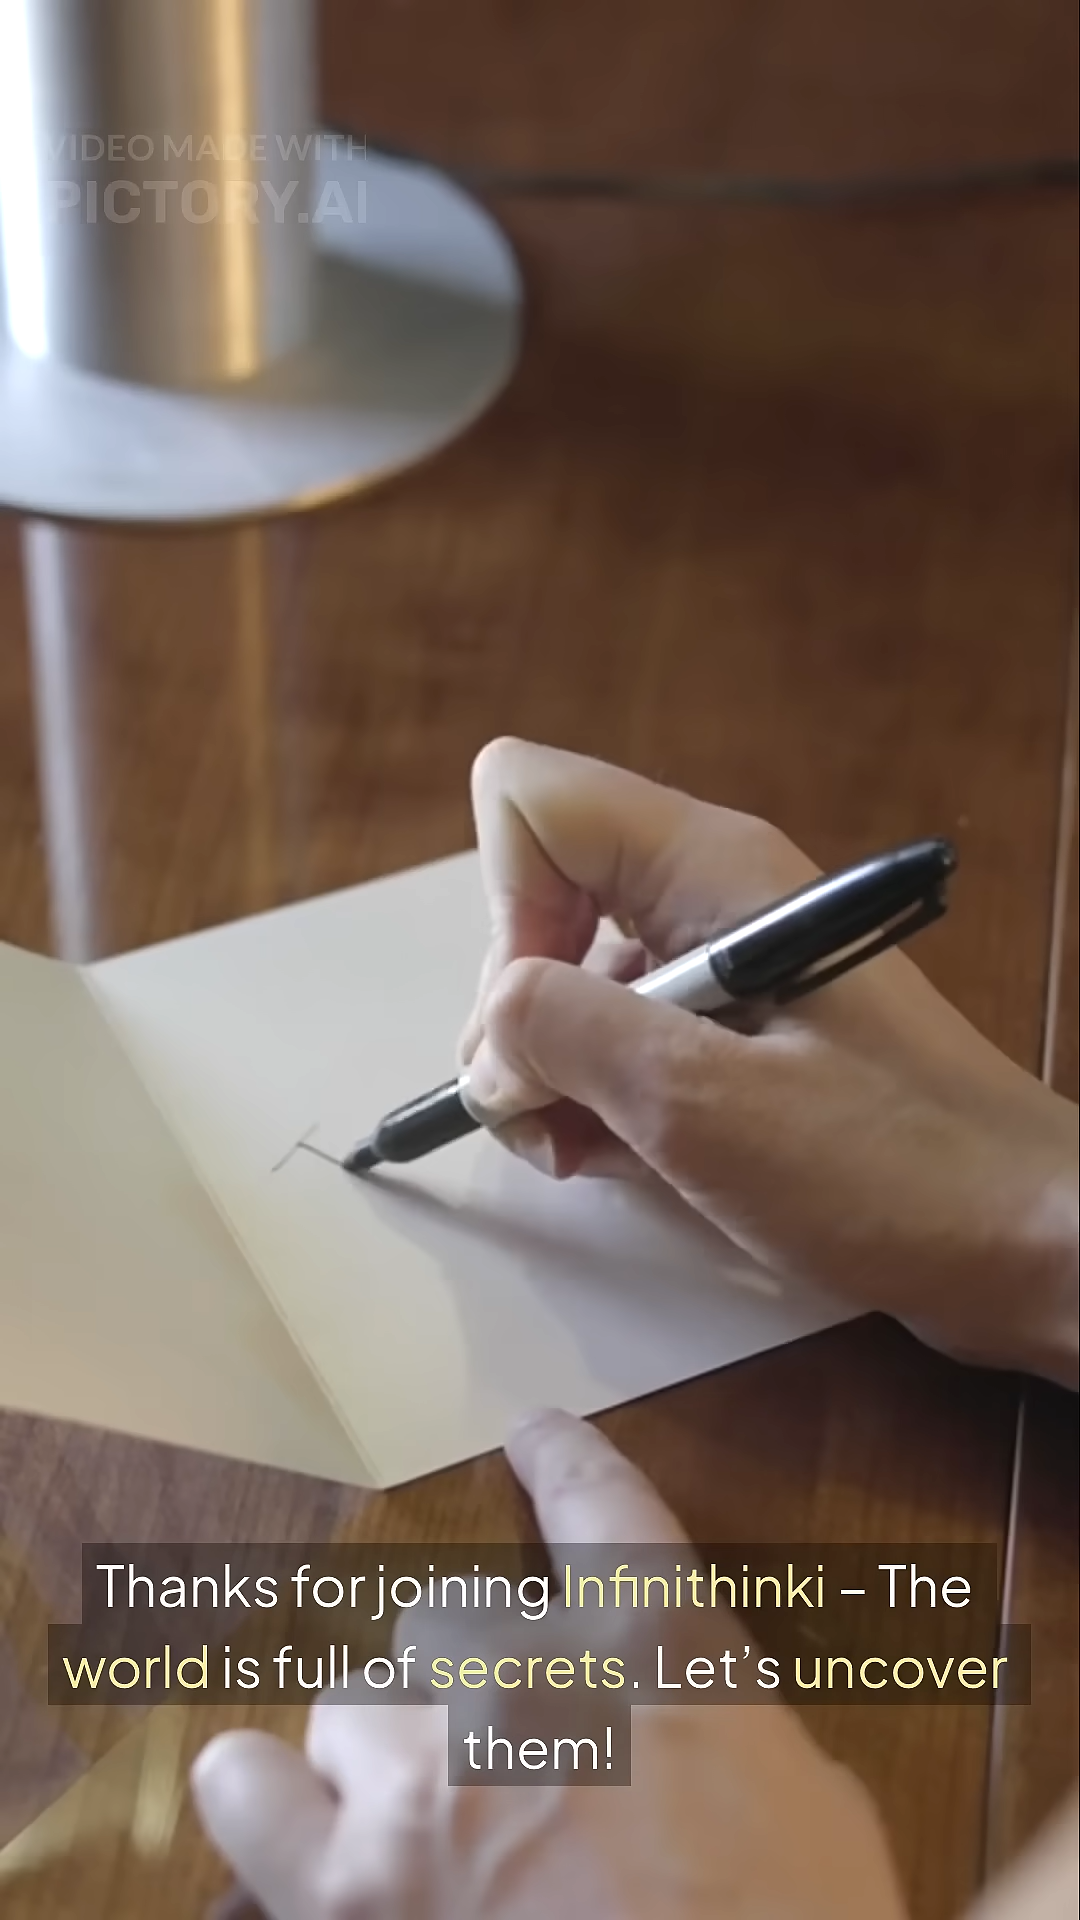 VIDEO MADE WITH
PICTORY.AI
Thanks for joining Infinithinki – The
world is full of secrets. Let’s uncover
them!